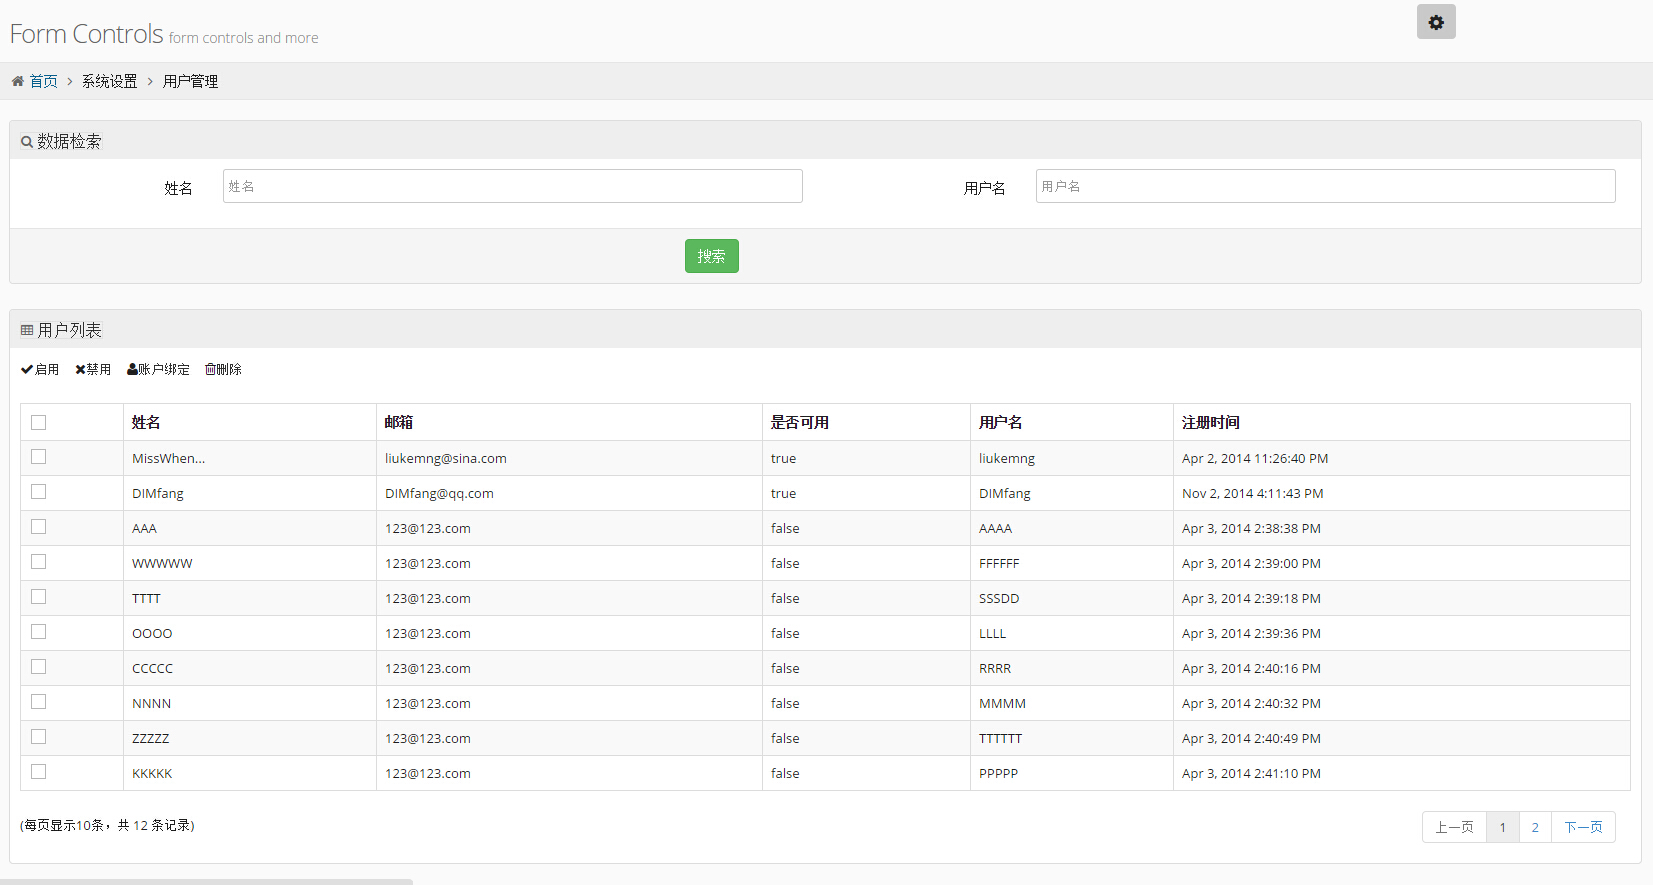 Form Controls form controls and more
首页 > 系统设置 > 用户管理
数据检索
姓名 姓名 用户名 用户名
搜索
用户列表
启用 禁用 账户绑定 删除
姓名 邮箱 是否可用 用户名 注册时间
MissWhen... liukemng@sina.com true liukemng Apr 2, 2014 11:26:40 PM
DIMfang DIMfang@qq.com true DIMfang Nov 2, 2014 4:11:43 PM
AAA 123@123.com false AAAA Apr 3, 2014 2:38:38 PM
WWWWW 123@123.com false FFFFFF Apr 3, 2014 2:39:00 PM
TTTT 123@123.com false SSSDD Apr 3, 2014 2:39:18 PM
OOOO 123@123.com false LLLL Apr 3, 2014 2:39:36 PM
CCCCC 123@123.com false RRRR Apr 3, 2014 2:40:16 PM
NNNN 123@123.com false MMMM Apr 3, 2014 2:40:32 PM
ZZZZZ 123@123.com false TTTTTT Apr 3, 2014 2:40:49 PM
KKKKK 123@123.com false PPPPP Apr 3, 2014 2:41:10 PM
(每页显示10条，共 12 条记录) 上一页 1 2 下一页